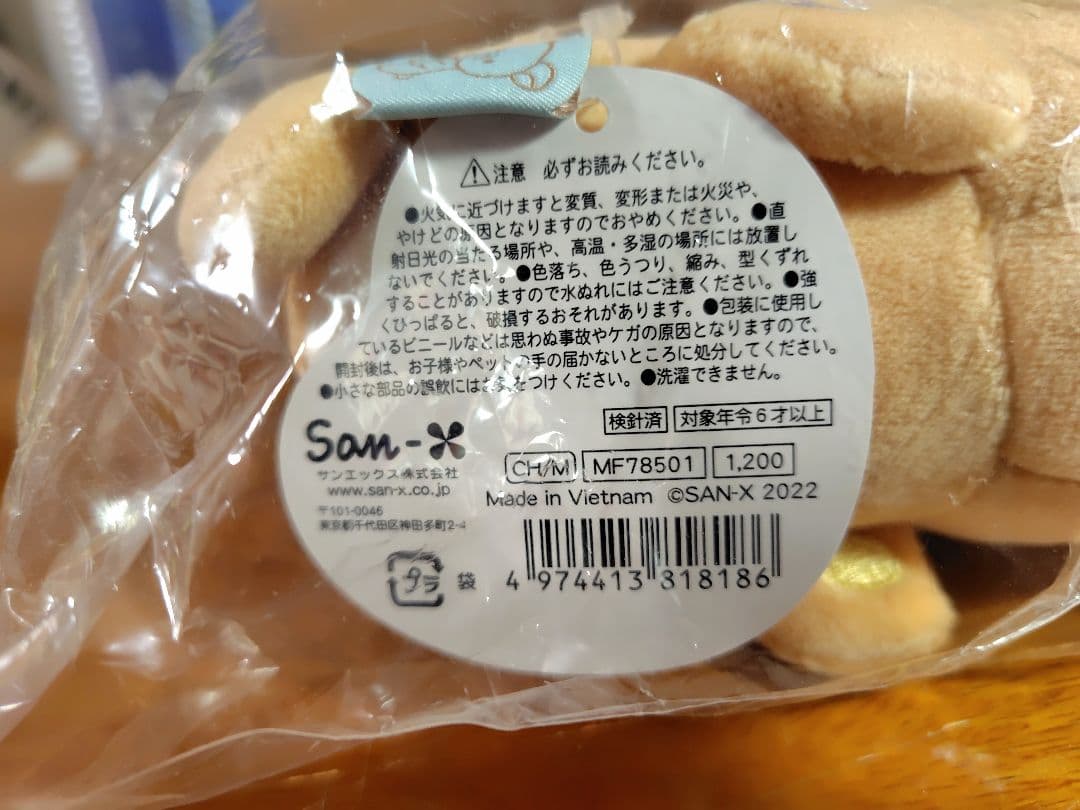 ⚠注意 必ずお読みください。
●火気に近づけますと変質、変形または火災や、
やけどの原因となりますのでおやめください。●直
射日光の当たる場所や、高温・多湿の場所には放置し
ないでください。●色落ち、色うつり、縮み、型くずれ
することがありますので水ぬれにはご注意ください。●強
くひっぱると、破損するおそれがあります。●包装に使用し
ているビニールなどは思わぬ事故やケガの原因となりますので、
開封後は、お子様やペットの手の届かないところに処分してください。
●小さな部品の誤飲にはお気をつけください。●洗濯できません。
検針済 対象年令6才以上
San-X
サンエックス株式会社
www.san-x.co.jp
〒101-0046
東京都千代田区神田多町2-4
CH/M MF78501 1,200
Made in Vietnam ©SAN-X 2022
プラ 袋
4 974413 818186